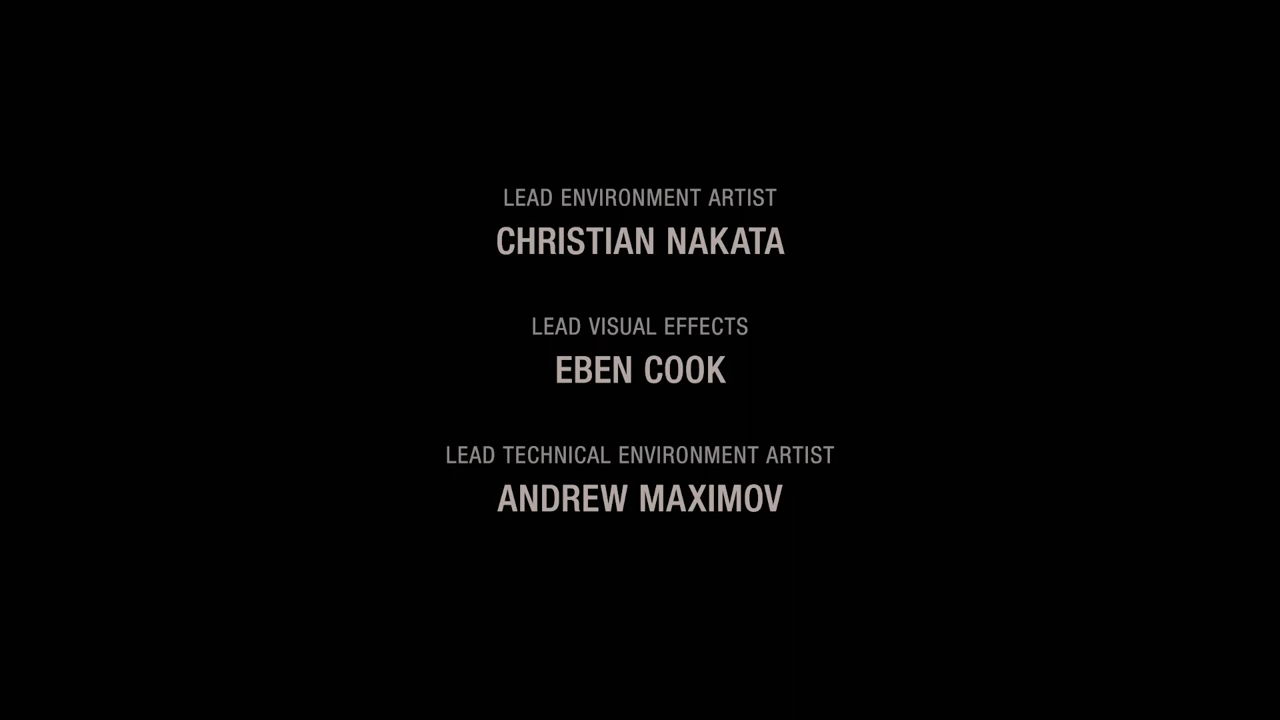 LEAD ENVIRONMENT ARTIST
CHRISTIAN NAKATA
LEAD VISUAL EFFECTS
EBEN COOK
LEAD TECHNICAL ENVIRONMENT ARTIST
ANDREW MAXIMOV